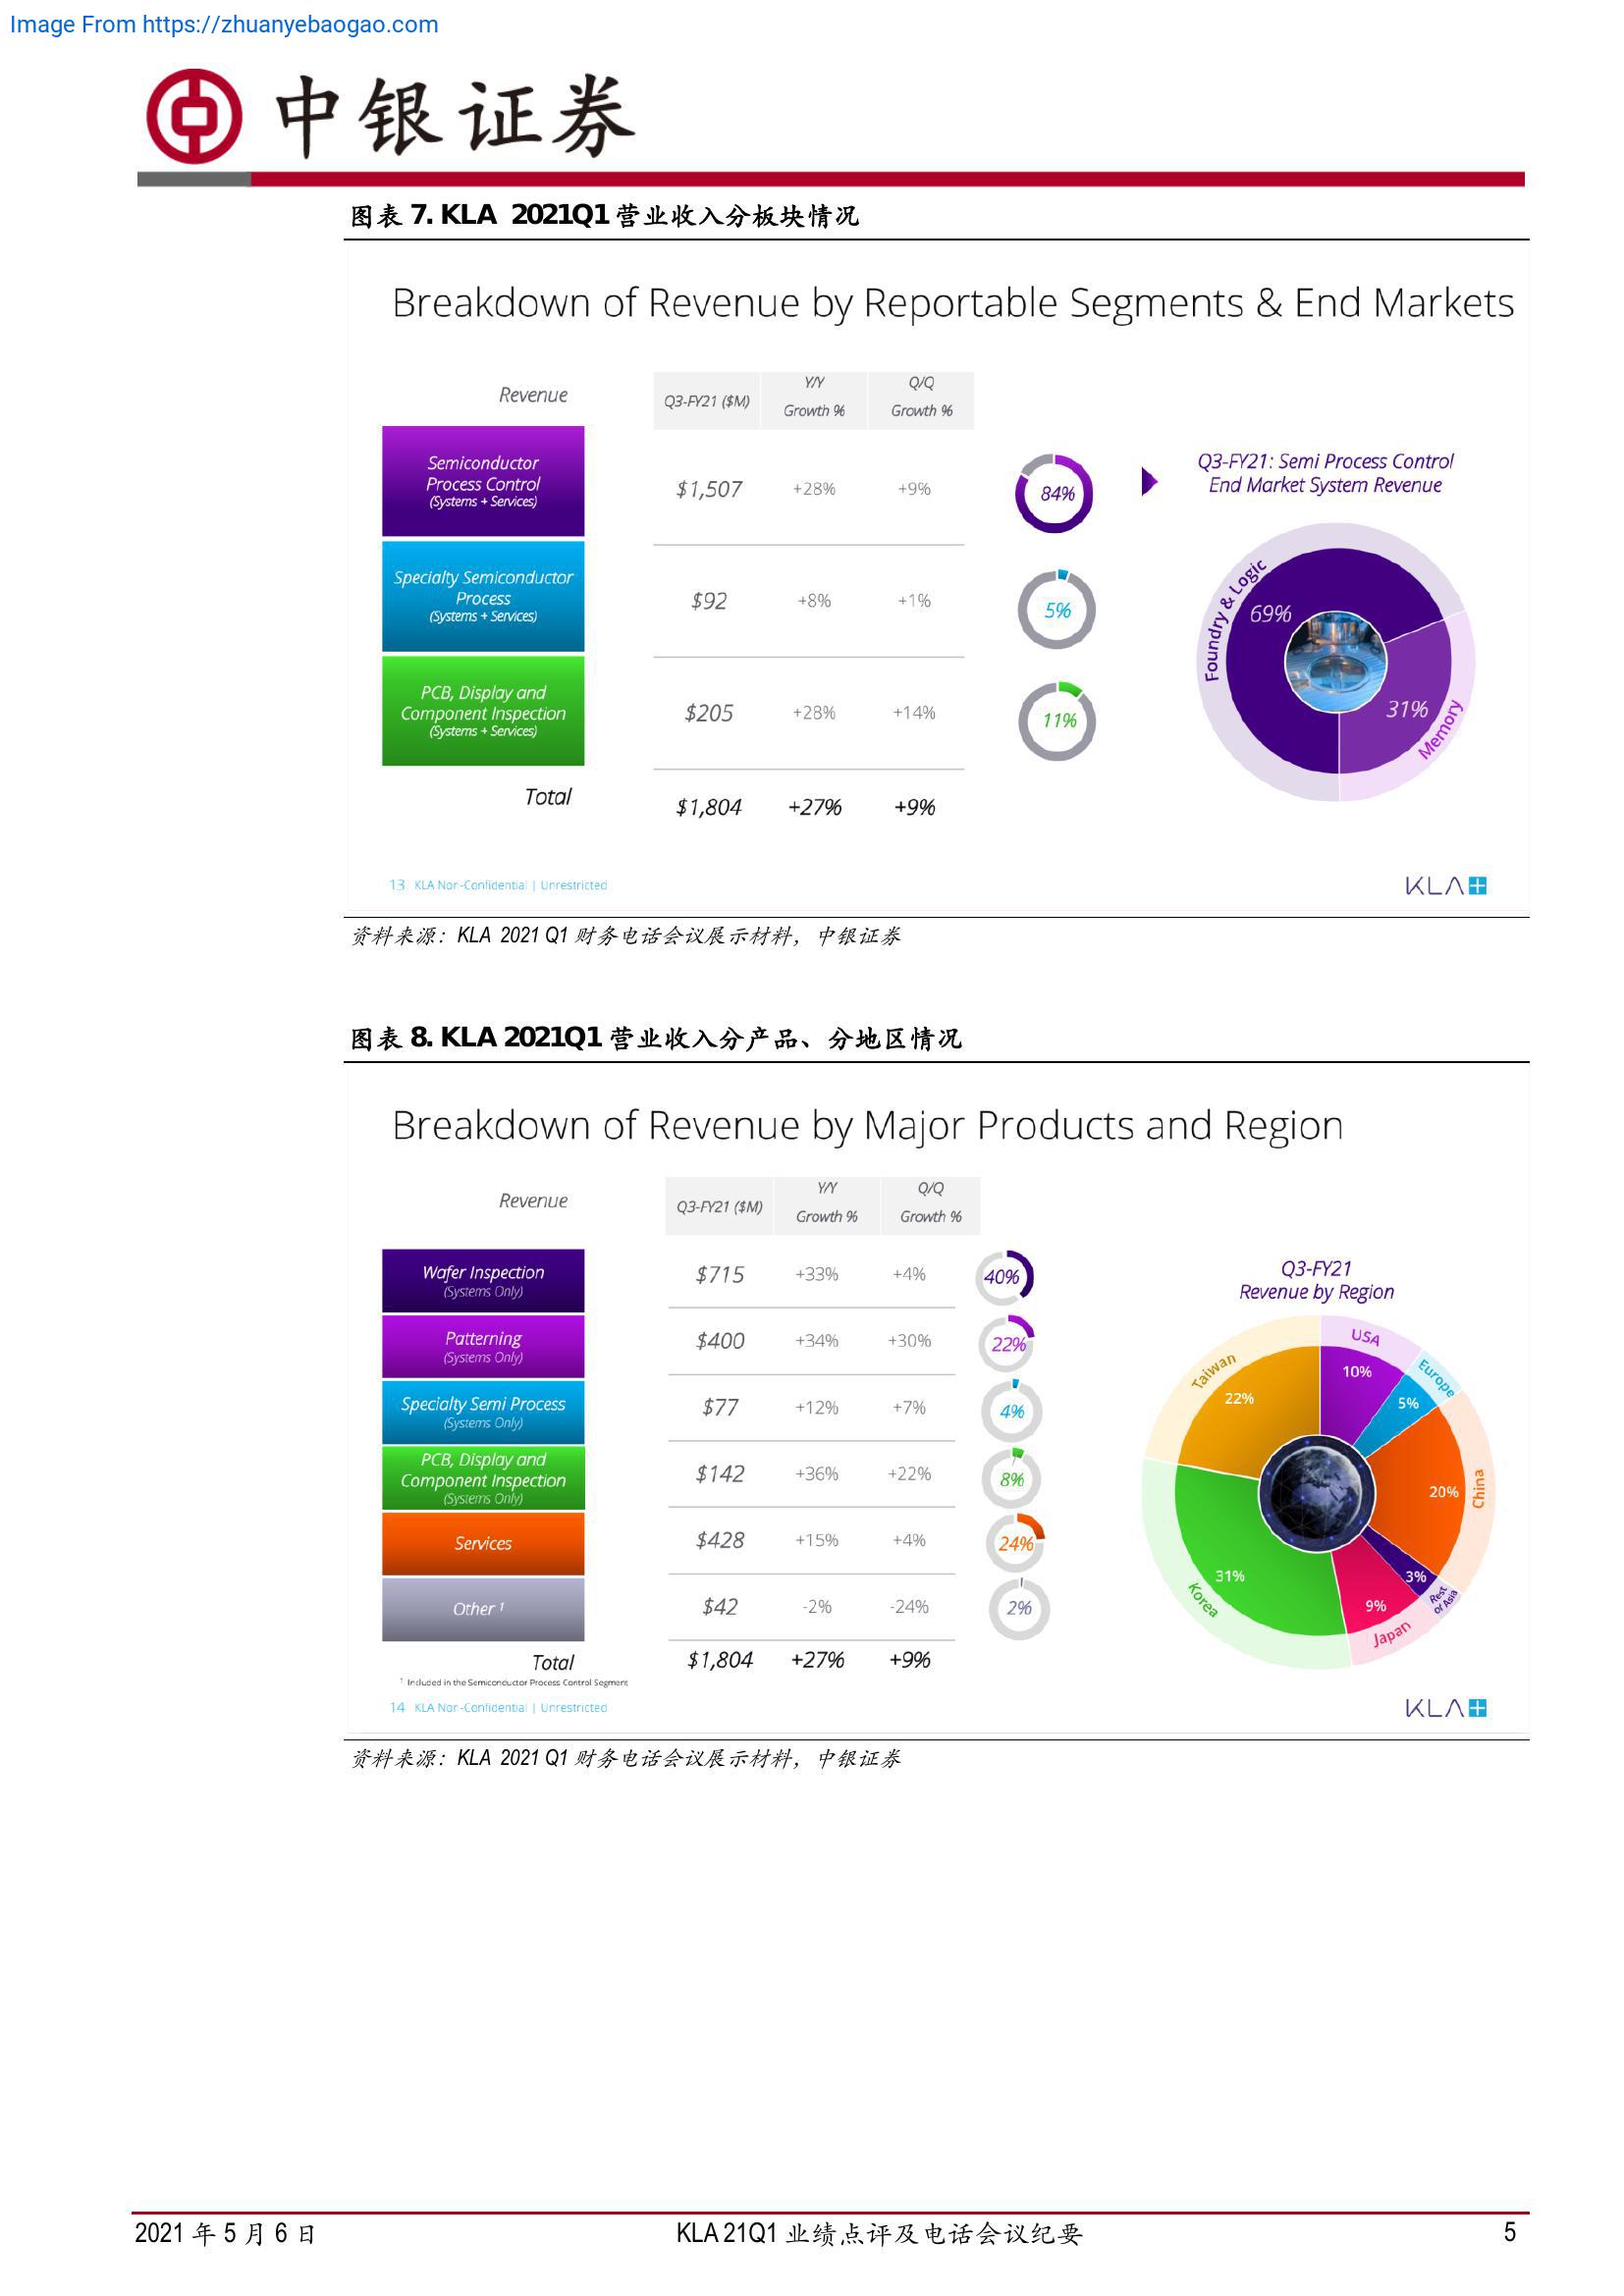 Image From https://zhuanyebaogao.com
中银证券
图表 7. KLA 2021Q1 营业收入分板块情况
Breakdown of Revenue by Reportable Segments & End Markets
Revenue
Q3-FY21 ($M)
Y/Y
Growth %
Q/Q
Growth %
Semiconductor
Process Control
(Systems + Services)
$1,507
+28%
+9%
84%
Specialty Semiconductor
Process
(Systems + Services)
$92
+8%
+1%
5%
PCB, Display and
Component Inspection
(Systems + Services)
$205
+28%
+14%
11%
Total
$1,804
+27%
+9%
Q3-FY21: Semi Process Control
End Market System Revenue
Foundry & Logic
69%
31%
Memory
13 KLA Non-Confidential | Unrestricted
KLA
资料来源：KLA 2021 Q1 财务电话会议展示材料，中银证券
图表 8. KLA 2021Q1 营业收入分产品、分地区情况
Breakdown of Revenue by Major Products and Region
Revenue
Q3-FY21 ($M)
Y/Y
Growth %
Q/Q
Growth %
Wafer Inspection
(Systems Only)
$715
+33%
+4%
40%
Patterning
(Systems Only)
$400
+34%
+30%
22%
Specialty Semi Process
(Systems Only)
$77
+12%
+7%
4%
PCB, Display and
Component Inspection
(Systems Only)
$142
+36%
+22%
8%
Services
$428
+15%
+4%
24%
Other 1
$42
-2%
-24%
2%
Total
$1,804
+27%
+9%
1 Included in the Semiconductor Process Control Segment
Q3-FY21
Revenue by Region
USA
10%
Europe
5%
China
20%
Rest
of Asia
3%
Japan
9%
Korea
31%
Taiwan
22%
14 KLA Non-Confidential | Unrestricted
KLA
资料来源：KLA 2021 Q1 财务电话会议展示材料，中银证券
2021 年 5 月 6 日
KLA 21Q1 业绩点评及电话会议纪要
5